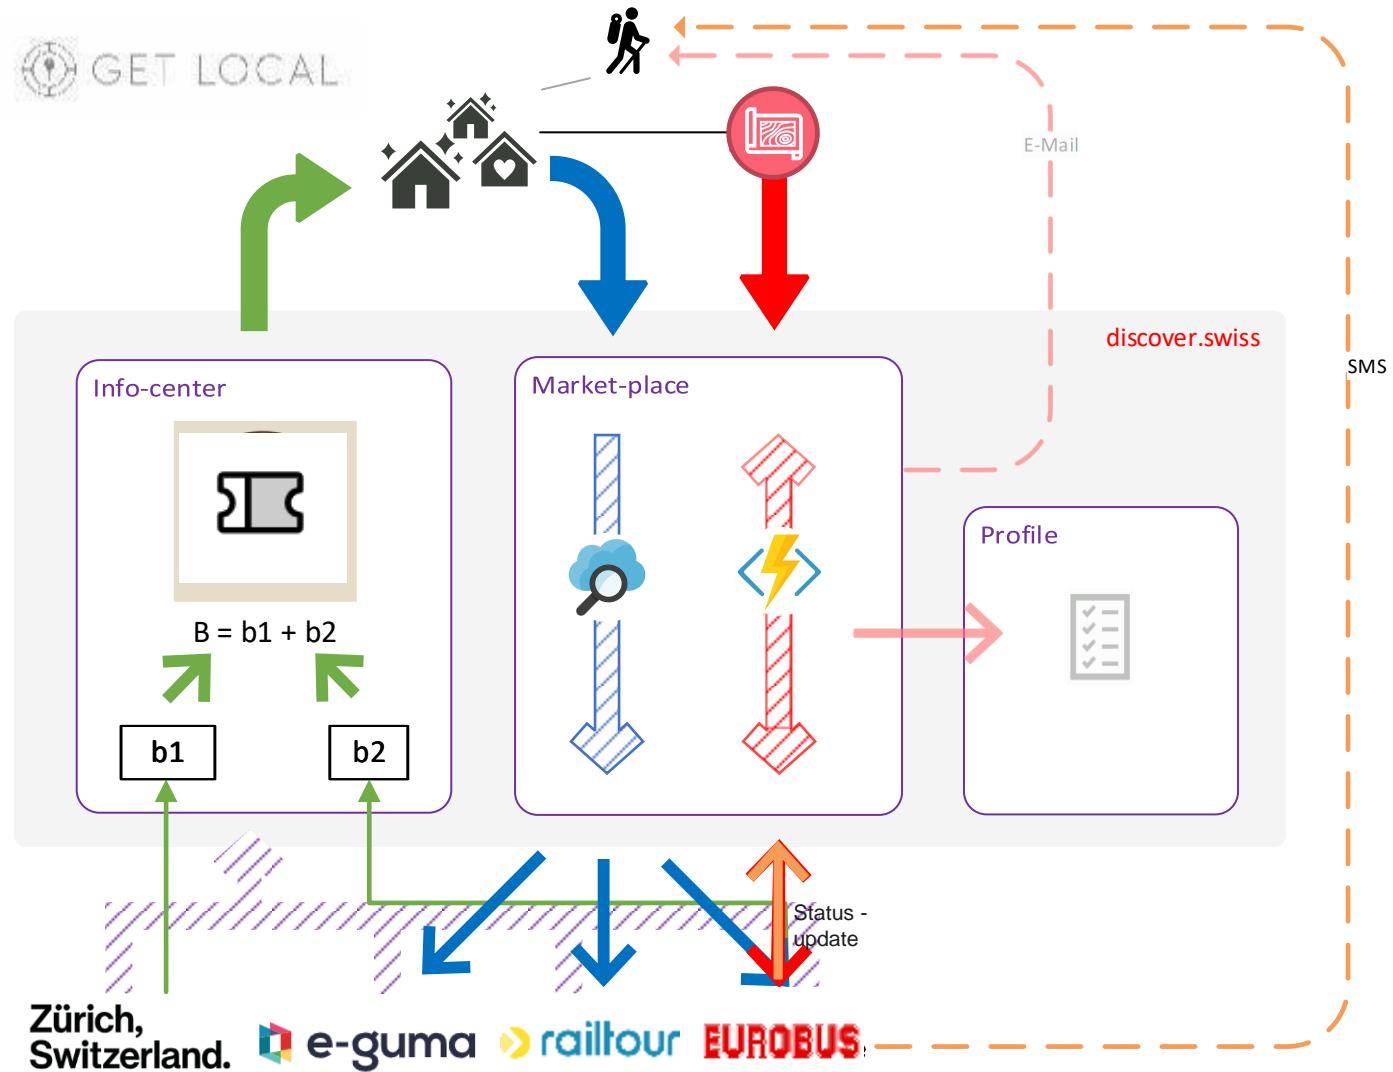 GET LOCAL
E-Mail
discover.swiss
SMS
Info-center
Market-place
Profile
B = b1 + b2
b1
b2
Status -
update
Zürich,
Switzerland.
e-guma
railtour
EUROBUS